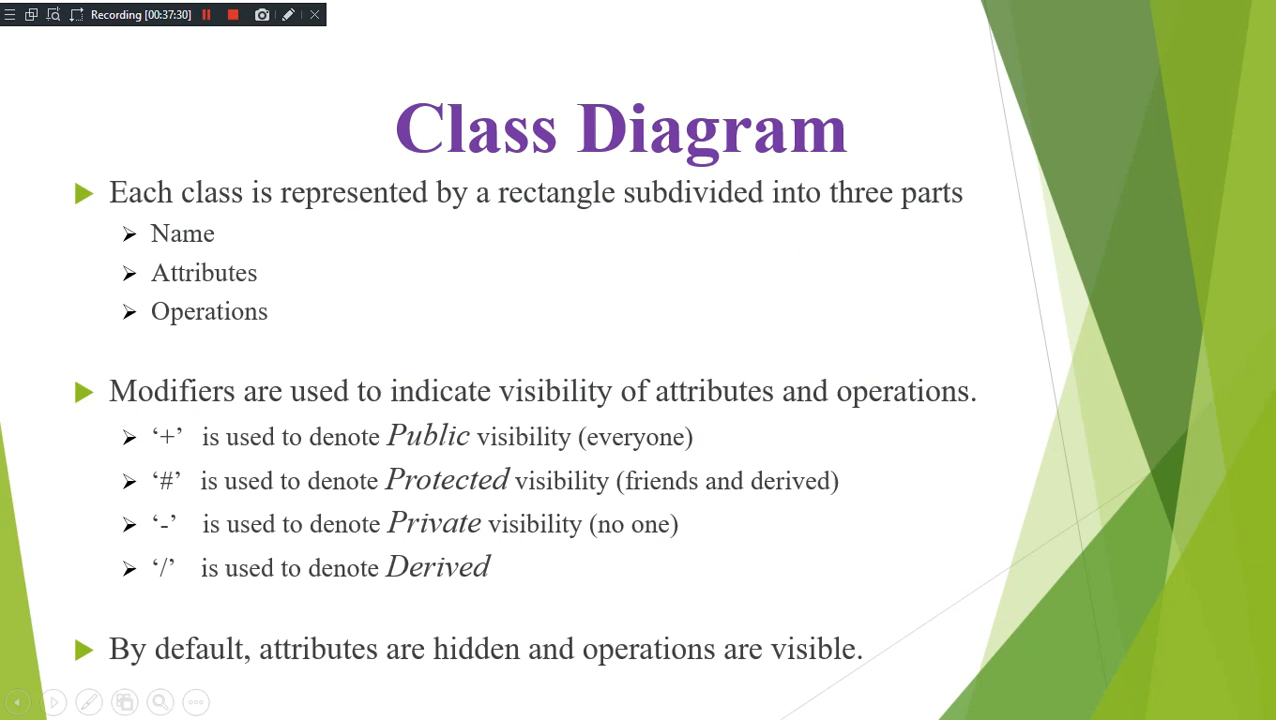 Recording [00:37:30]
Class Diagram
Each class is represented by a rectangle subdivided into three parts
Name
Attributes
Operations
Modifiers are used to indicate visibility of attributes and operations.
‘+’ is used to denote Public visibility (everyone)
‘#’ is used to denote Protected visibility (friends and derived)
‘-’ is used to denote Private visibility (no one)
‘/’ is used to denote Derived
By default, attributes are hidden and operations are visible.